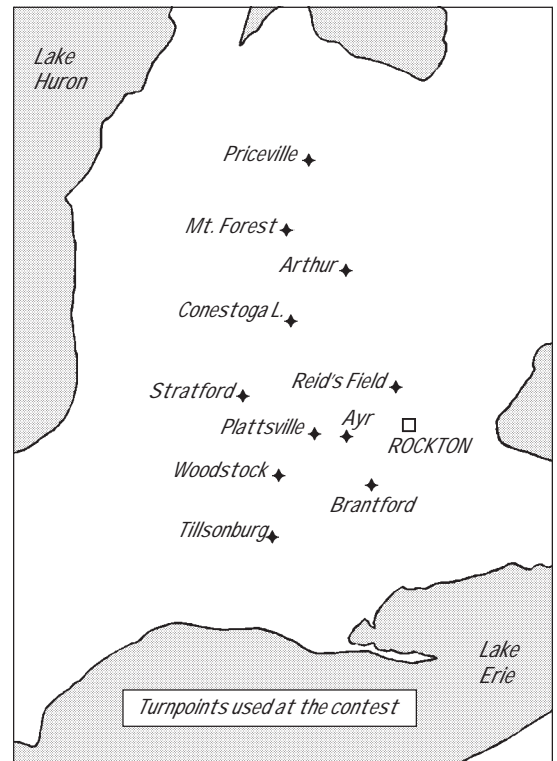 Lake
Huron
Priceville
Mt. Forest
Arthur
Conestoga L.
Stratford
Reid's Field
Plattsville
Ayr
ROCKTON
Woodstock
Brantford
Tillsonburg
Lake
Erie
Turnpoints used at the contest